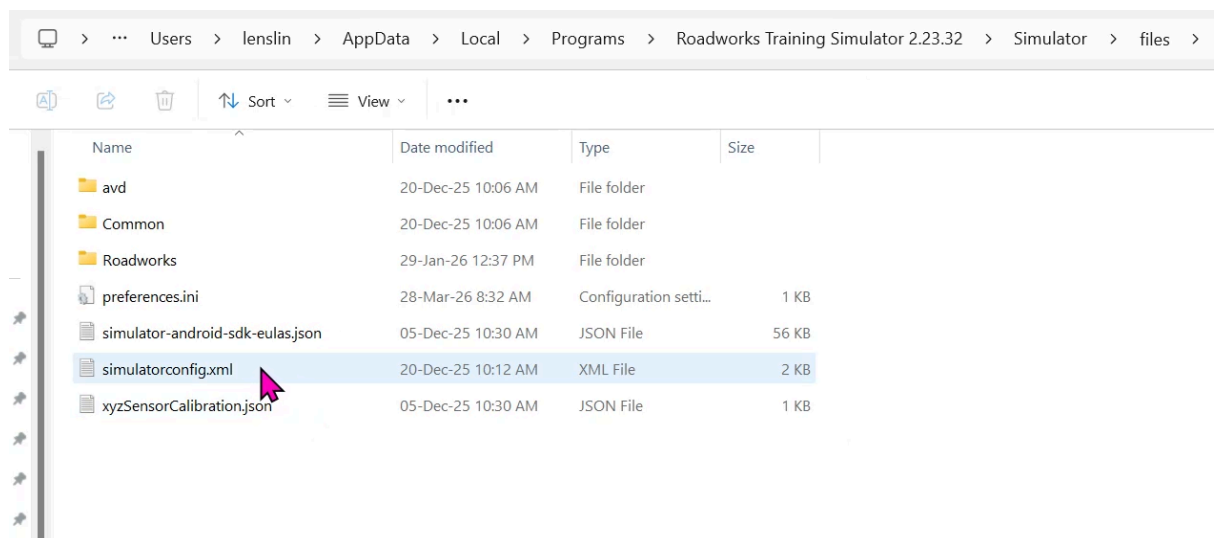 > ... Users > lenslin > AppData > Local > Programs > Roadworks Training Simulator 2.23.32 > Simulator > files >
Sort View ...
Name Date modified Type Size
avd 20-Dec-25 10:06 AM File folder
Common 20-Dec-25 10:06 AM File folder
Roadworks 29-Jan-26 12:37 PM File folder
preferences.ini 28-Mar-26 8:32 AM Configuration setti... 1 KB
simulator-android-sdk-eulas.json 05-Dec-25 10:30 AM JSON File 56 KB
simulatorconfig.xml 20-Dec-25 10:12 AM XML File 2 KB
xyzSensorCalibration.json 05-Dec-25 10:30 AM JSON File 1 KB